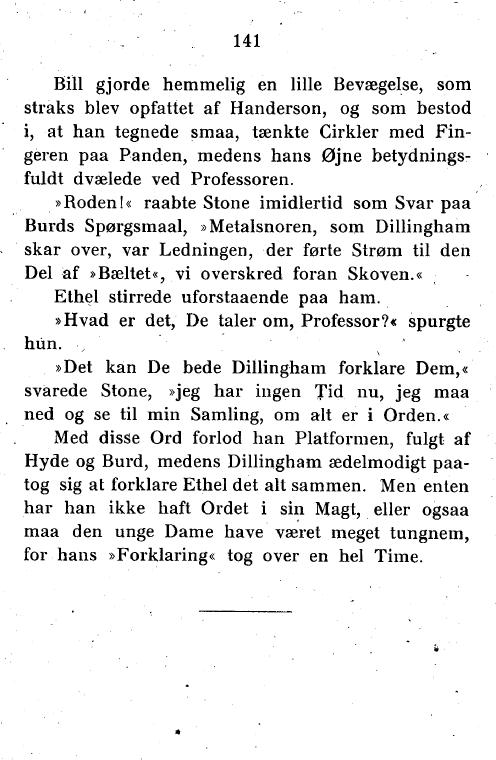 141
Bill gjorde hemmelig en lille Bevægelse, som
straks blev opfattet af Handerson, og som bestod
i, at han tegnede smaa, tænkte Cirkler med Fin-
geren paa Panden, medens hans Øjne betydnings-
fuldt dvælede ved Professoren.
»Roden!« raabte Stone imidlertid som Svar paa
Burds Spørgsmaal, »Metalsnoren, som Dillingham
skar over, var Ledningen, der førte Strøm til den
Del af »Bæltet«, vi overskred foran Skoven.«
Ethel stirrede uforstaaende paa ham.
»Hvad er det, De taler om, Professor?« spurgte
hun.
»Det kan De bede Dillingham forklare Dem,«
svarede Stone, »jeg har ingen Tid nu, jeg maa
ned og se til min Samling, om alt er i Orden.«
Med disse Ord forlod han Platformen, fulgt af
Hyde og Burd, medens Dillingham ædelmodigt paa-
tog sig at forklare Ethel det alt sammen. Men enten
har han ikke haft Ordet i sin Magt, eller ogsaa
maa den unge Dame have været meget tungnem,
for hans »Forklaring« tog over en hel Time.